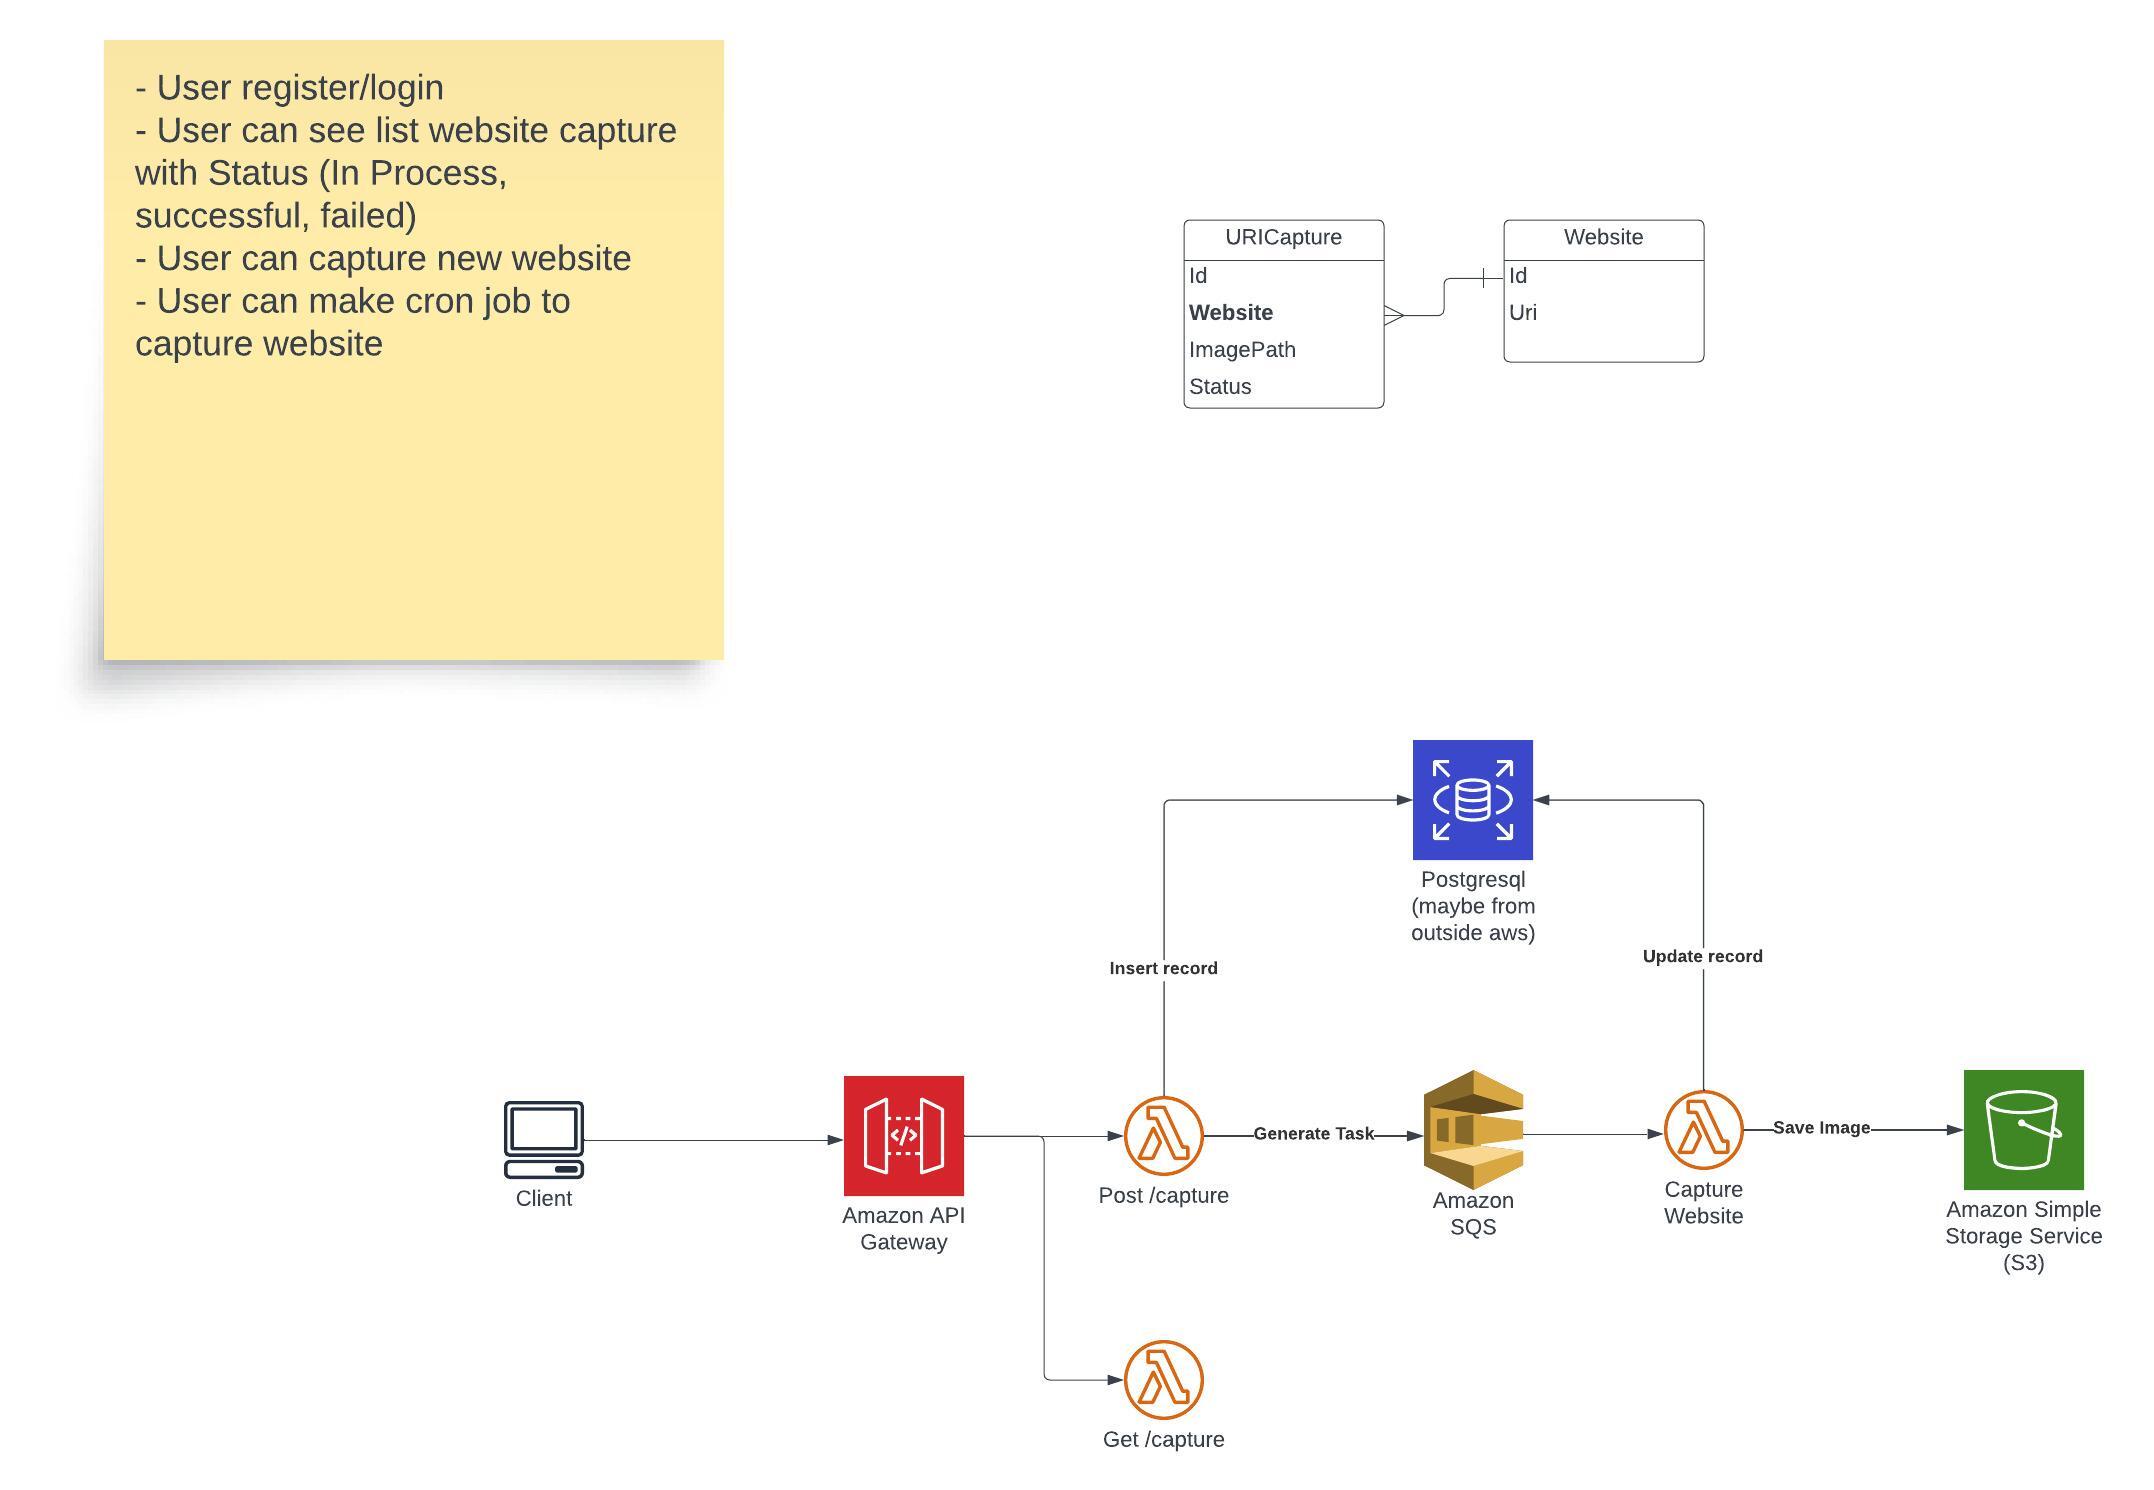 - User register/login
- User can see list website capture
with Status (In Process,
successful, failed)
- User can capture new website
- User can make cron job to
capture website
URICapture
Id
Website
ImagePath
Status
Website
Id
Uri
Postgresql
(maybe from
outside aws)
Insert record
Update record
Client
Amazon API
Gateway
Post /capture
Generate Task
Amazon
SQS
Capture
Website
Save Image
Amazon Simple
Storage Service
(S3)
Get /capture